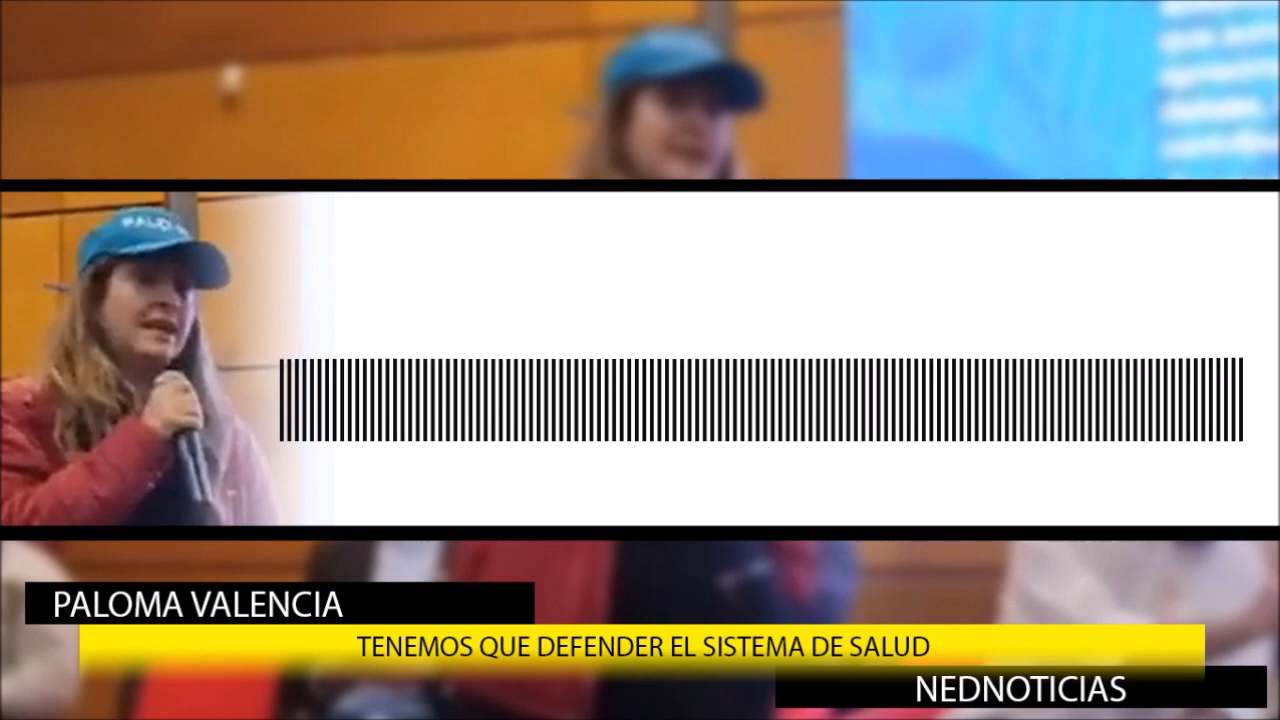 PALOMA VALENCIA
TENEMOS QUE DEFENDER EL SISTEMA DE SALUD
NEDNOTICIAS